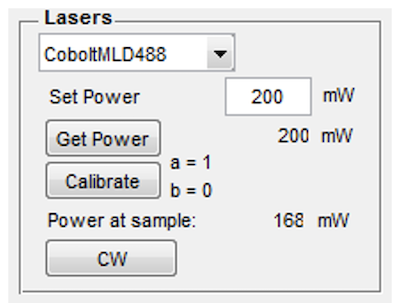 Lasers
CoboltMLD488
Set Power 200 mW
Get Power 200 mW
a = 1
Calibrate
b = 0
Power at sample: 168 mW
CW